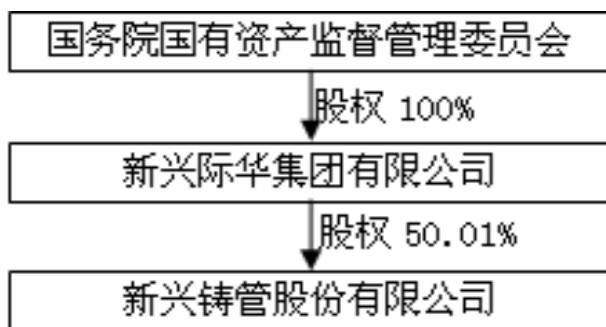 国务院国有资产监督管理委员会
股权 100%
新兴际华集团有限公司
股权 50.01%
新兴铸管股份有限公司